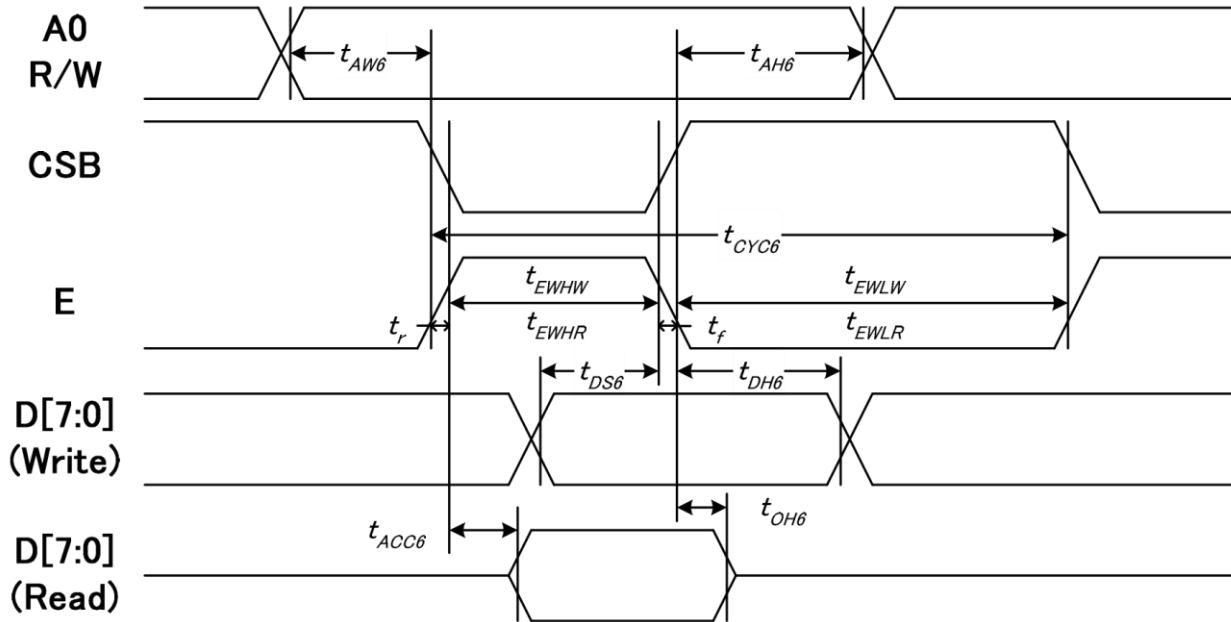 A0
R/W
tAW6
tAH6
CSB
tCYC6
E
tEWHW
tEWLW
tr
tEWHR
tf
tEWLR
tDS6
tDH6
D[7:0]
(Write)
tACC6
tOH6
D[7:0]
(Read)